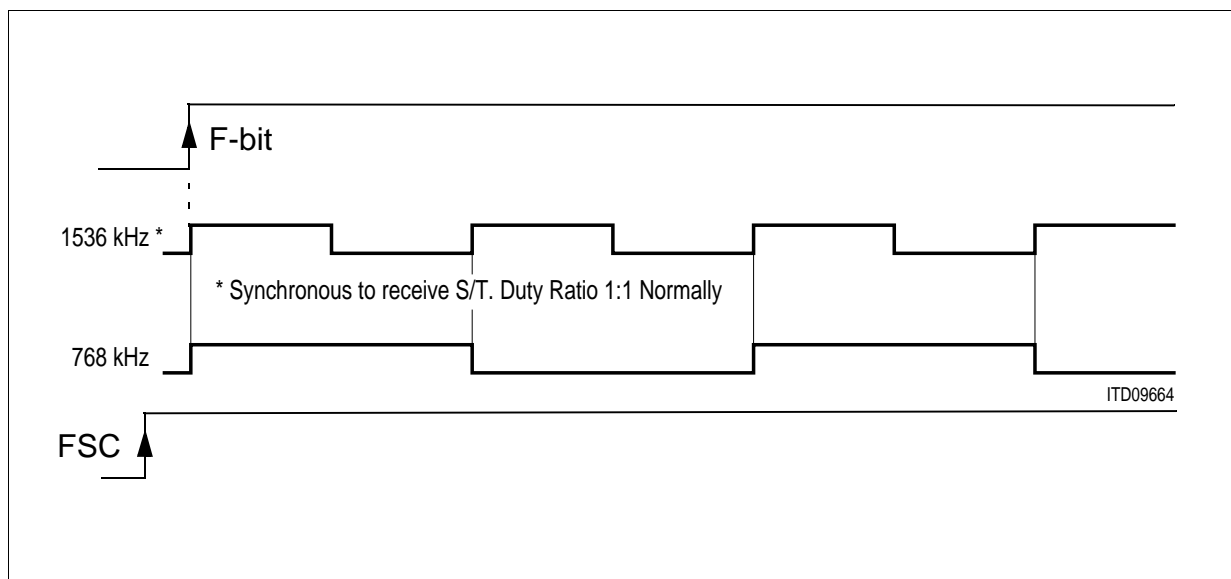 F-bit
1536 kHz *
* Synchronous to receive S/T. Duty Ratio 1:1 Normally
768 kHz
ITD09664
FSC